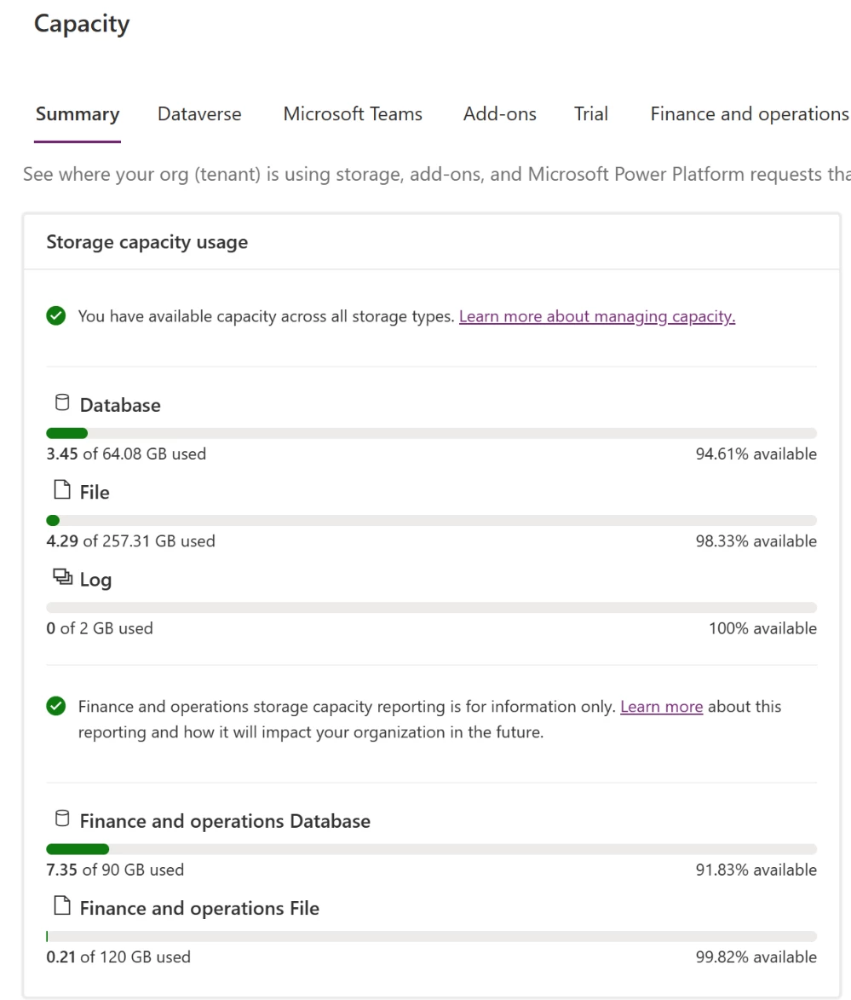 Capacity
Summary Dataverse Microsoft Teams Add-ons Trial Finance and operations
See where your org (tenant) is using storage, add-ons, and Microsoft Power Platform requests tha
Storage capacity usage
You have available capacity across all storage types. Learn more about managing capacity.
Database
3.45 of 64.08 GB used 94.61% available
File
4.29 of 257.31 GB used 98.33% available
Log
0 of 2 GB used 100% available
Finance and operations storage capacity reporting is for information only. Learn more about this
reporting and how it will impact your organization in the future.
Finance and operations Database
7.35 of 90 GB used 91.83% available
Finance and operations File
0.21 of 120 GB used 99.82% available